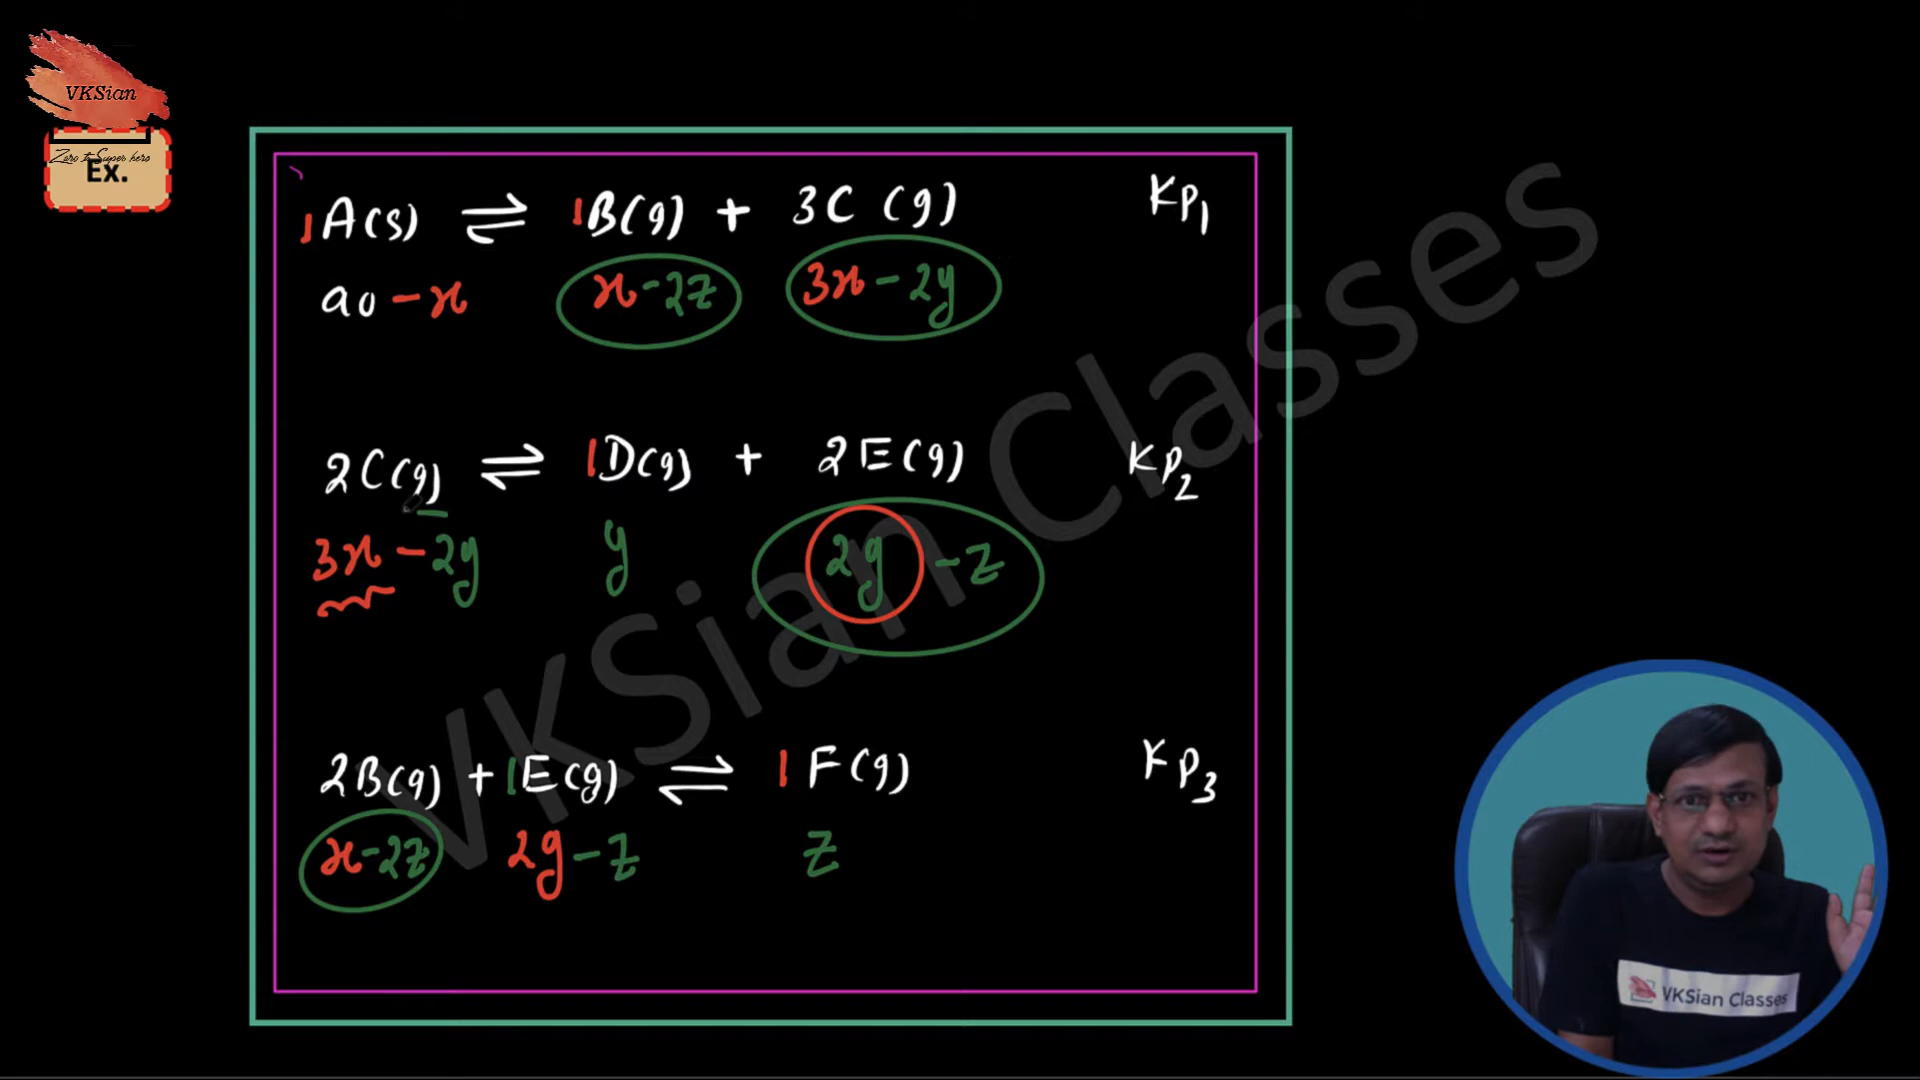 VKSian
Zero to Super hero
Ex.
1A(s) ⇌ 1B(g) + 3C (g) Kp1
a0 - x x - 2z 3x - 2y
2C(g) ⇌ 1D(g) + 2E(g) Kp2
3x - 2y y 2y - z
2B(g) + 1E(g) ⇌ 1 F(g) Kp3
x - 2z 2y - z z
VKSian Classes
VKSian Classes